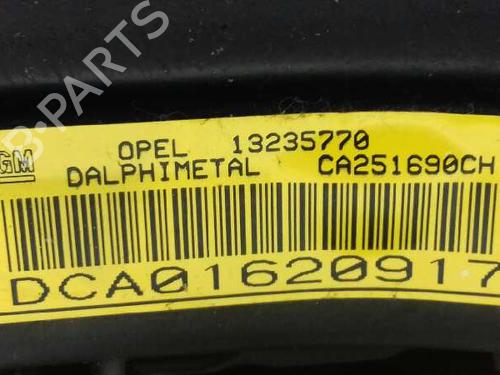 B-PARTS
GM OPEL 13235770
DALPHIMETAL CA251690CH
DCA01620917